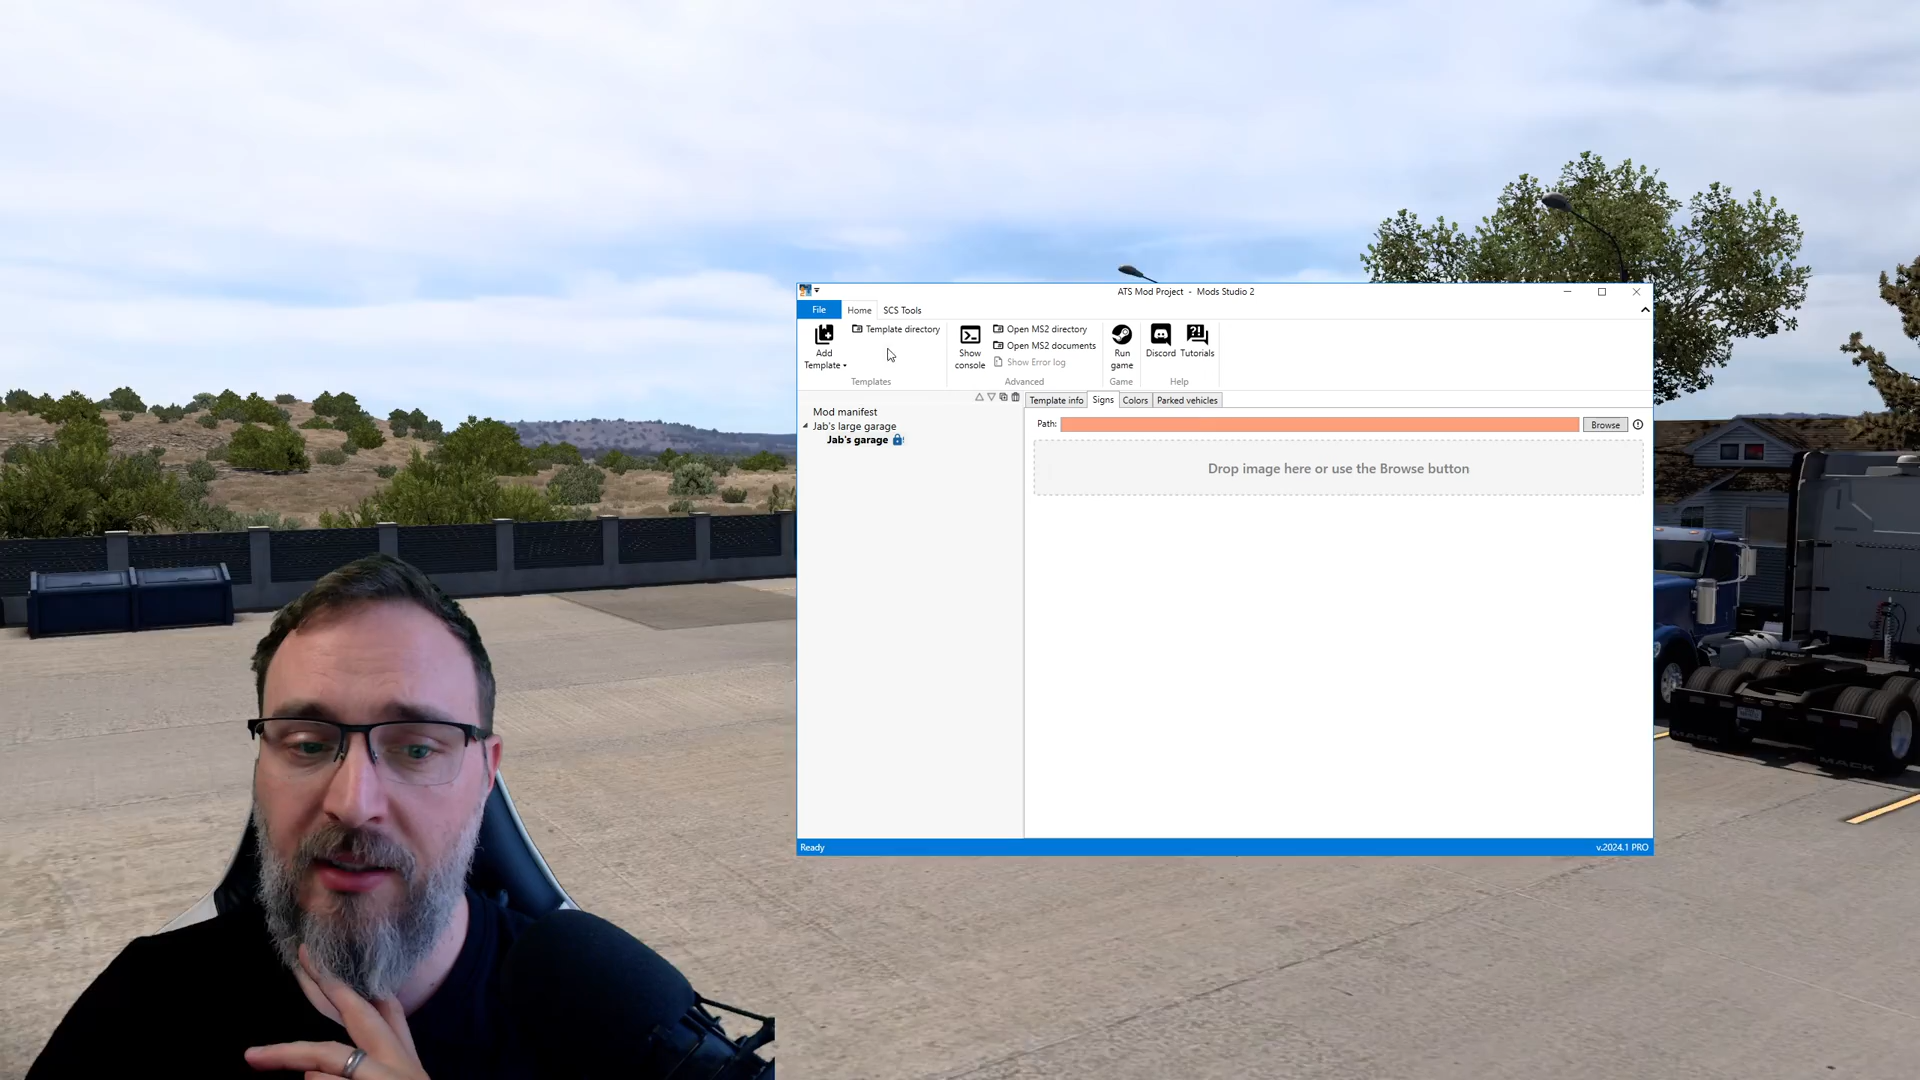 ATS Mod Project - Mods Studio 2
File Home SCS Tools
Add Template
Template directory
Templates
Show console
Open MS2 directory
Open MS2 documents
Show Error log
Advanced
Run game
Game
Discord
Tutorials
Help
Mod manifest
Jab's large garage
Jab's garage
Template info Signs Colors Parked vehicles
Path: Browse
Drop image here or use the Browse button
Ready
v.2024.1 PRO
MACK
MACK
MACK